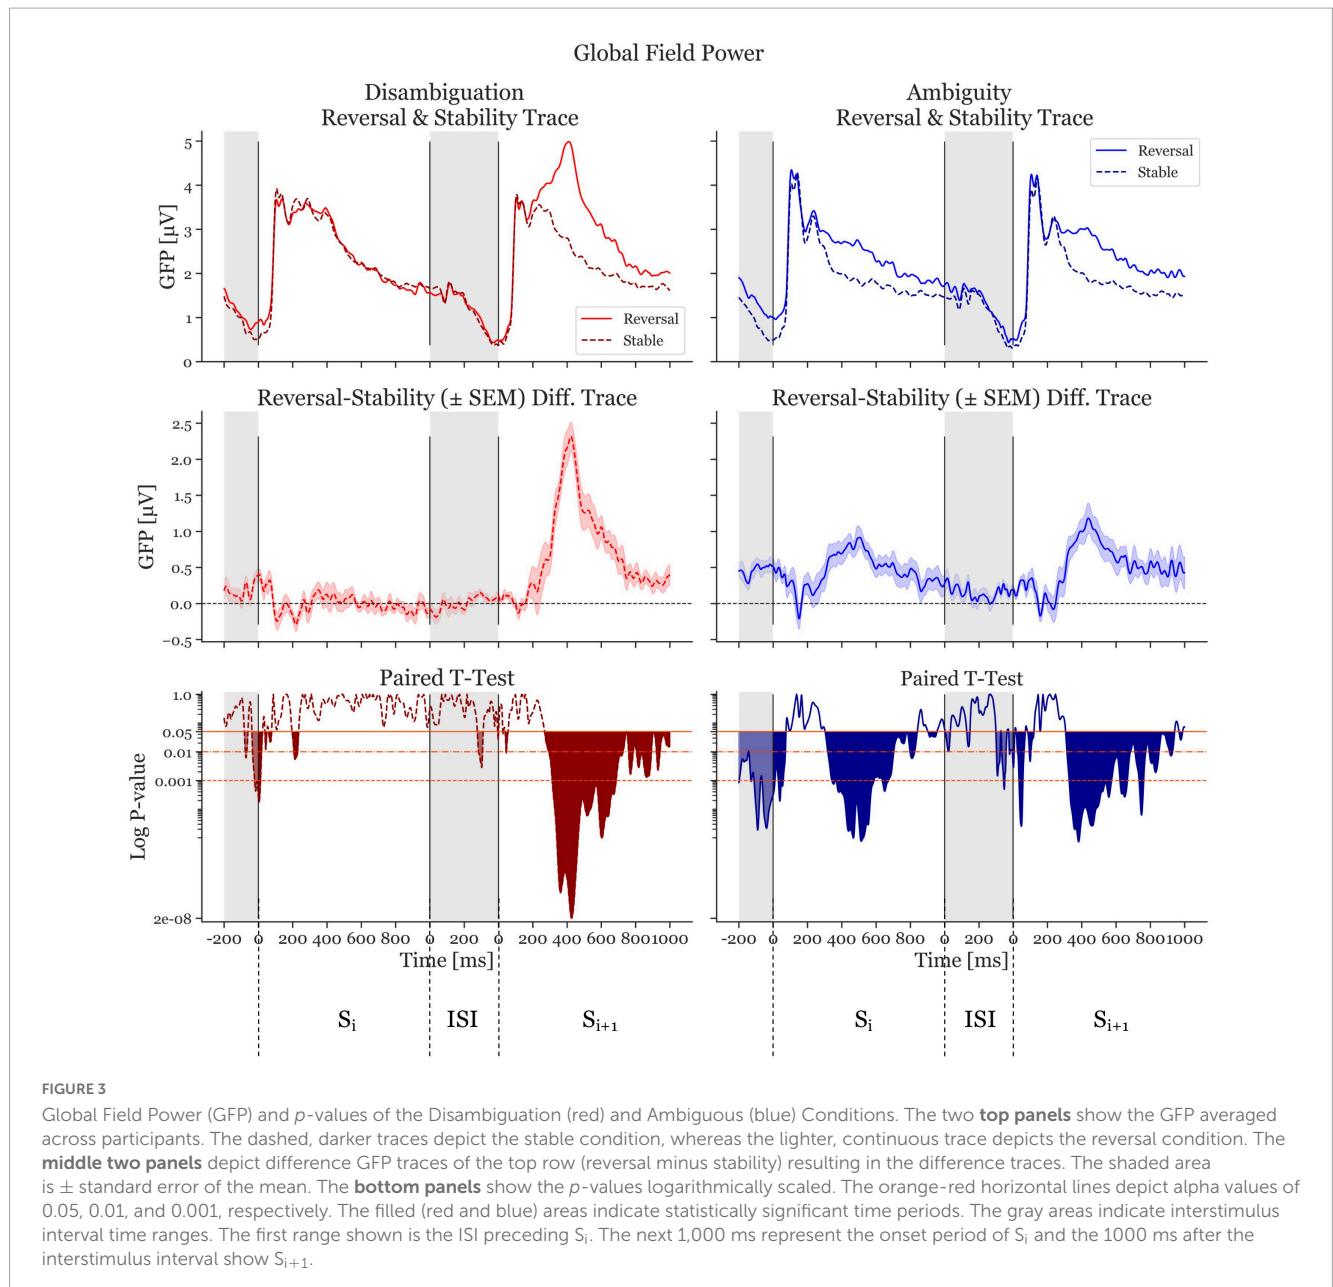 Global Field Power
Disambiguation
Reversal & Stability Trace
Ambiguity
Reversal & Stability Trace
GFP [µV]
5
4
3
2
1
0
Reversal
Stable
Reversal
Stable
Reversal-Stability (± SEM) Diff. Trace
Reversal-Stability (± SEM) Diff. Trace
GFP [µV]
2.5
2.0
1.5
1.0
0.5
0.0
−0.5
Paired T-Test
Paired T-Test
Log P-value
1.0
0.05
0.01
0.001
2e-08
-200 0 200 400 600 800 0 200 0 200 400 600 800 1000
-200 0 200 400 600 800 0 200 0 200 400 600 800 1000
Time [ms]
Time [ms]
Si ISI Si+1
Si ISI Si+1
FIGURE 3
Global Field Power (GFP) and p-values of the Disambiguation (red) and Ambiguous (blue) Conditions. The two top panels show the GFP averaged
across participants. The dashed, darker traces depict the stable condition, whereas the lighter, continuous trace depicts the reversal condition. The
middle two panels depict difference GFP traces of the top row (reversal minus stability) resulting in the difference traces. The shaded area
is ± standard error of the mean. The bottom panels show the p-values logarithmically scaled. The orange-red horizontal lines depict alpha values of
0.05, 0.01, and 0.001, respectively. The filled (red and blue) areas indicate statistically significant time periods. The gray areas indicate interstimulus
interval time ranges. The first range shown is the ISI preceding Si. The next 1,000 ms represent the onset period of Si and the 1000 ms after the
interstimulus interval show Si+1.